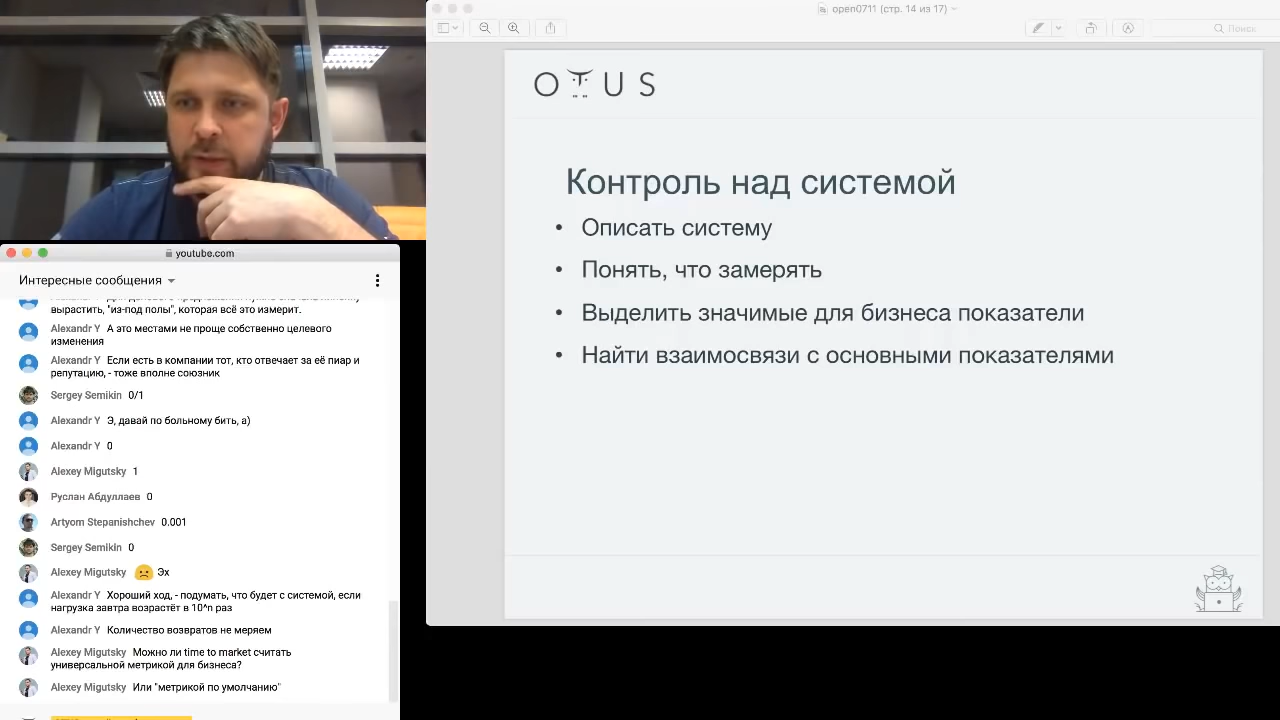 open0711 (стр. 14 из 17)
Поиск
OTUS
Контроль над системой
• Описать систему
• Понять, что замерять
• Выделить значимые для бизнеса показатели
• Найти взаимосвязи с основными показателями
youtube.com
Интересные сообщения
вырастить, "из-под полы", которая всё это измерит.
Alexandr Y А это местами не проще собственно целевого
изменения
Alexandr Y Если есть в компании тот, кто отвечает за её пиар и
репутацию, - тоже вполне союзник
Sergey Semikin 0/1
Alexandr Y Э, давай по больному бить, а)
Alexandr Y 0
Alexey Migutsky 1
Руслан Абдуллаев 0
Artyom Stepanishchev 0.001
Sergey Semikin 0
Alexey Migutsky Эх
Alexandr Y Хороший ход, - подумать, что будет с системой, если
нагрузка завтра возрастёт в 10^n раз
Alexandr Y Количество возвратов не меряем
Alexey Migutsky Можно ли time to market считать
универсальной метрикой для бизнеса?
Alexey Migutsky Или "метрикой по умолчанию"